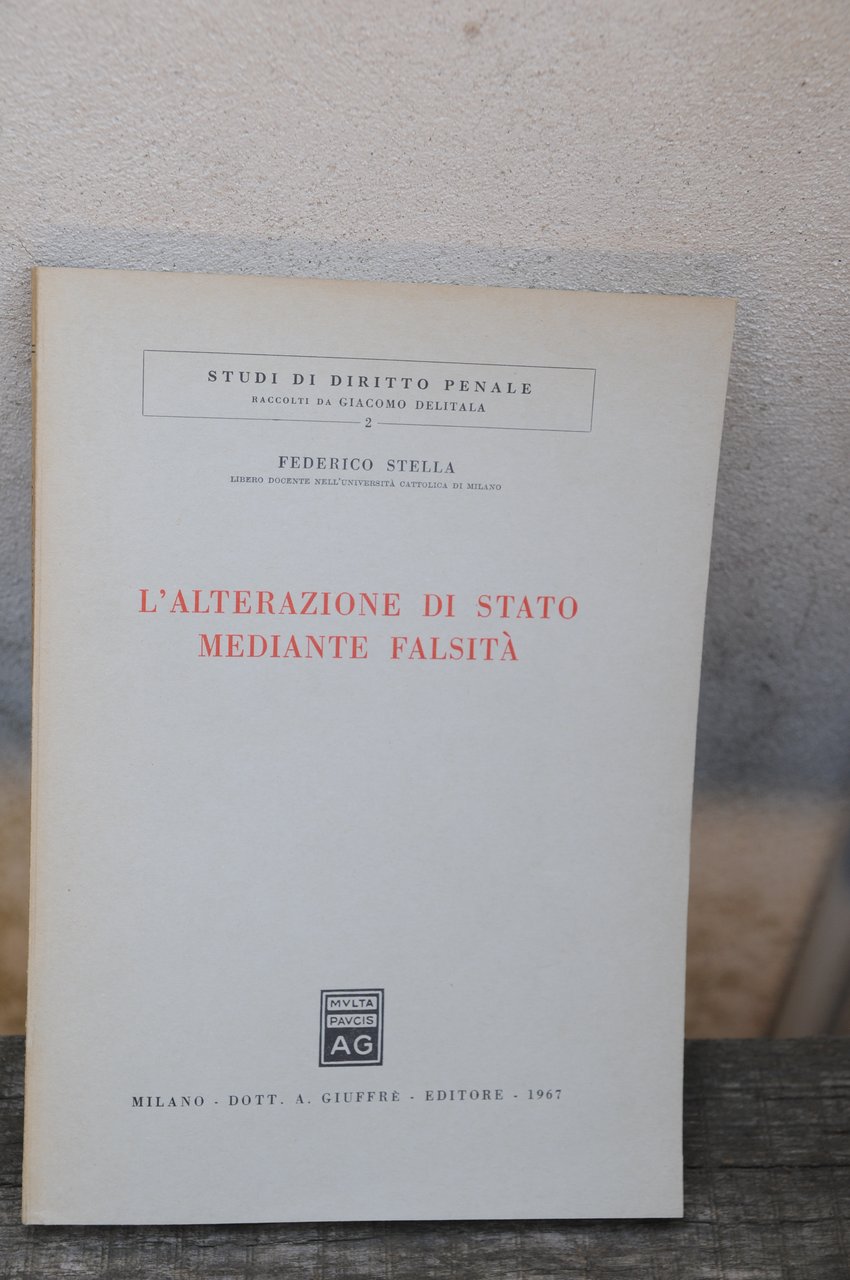 STUDI DI DIRITTO PENALE
RACCOLTI DA GIACOMO DELITALA
2
FEDERICO STELLA
LIBERO DOCENTE NELL'UNIVERSITÀ CATTOLICA DI MILANO
L'ALTERAZIONE DI STATO
MEDIANTE FALSITÀ
MVLTA
PAVCIS
AG
MILANO - DOTT. A. GIUFFRÈ - EDITORE - 1967